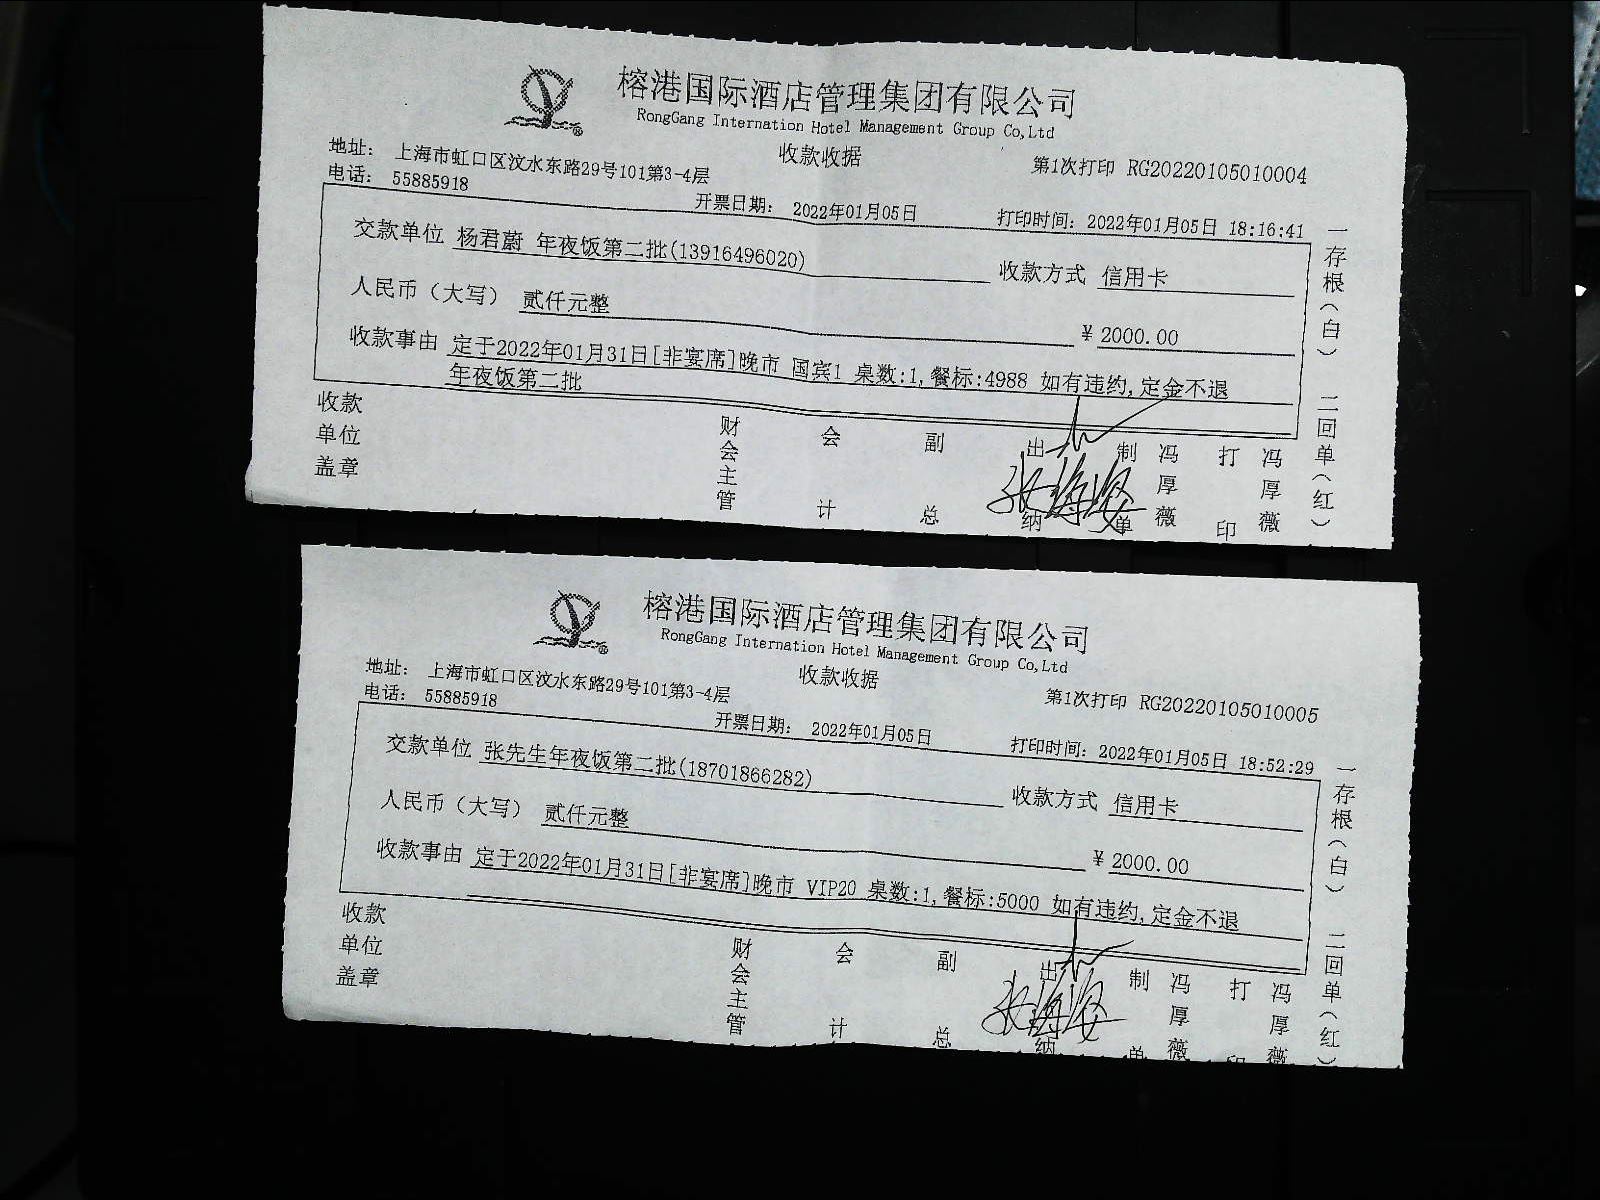 榕港国际酒店管理集团有限公司
RongGang Internation Hotel Management Group Co,Ltd
收款收据
地址： 上海市虹口区汶水东路29号101第3-4层
第1次打印 RG20220105010004
电话： 55885918
开票日期： 2022年01月05日
打印时间： 2022年01月05日 18:16:41
交款单位 杨君蔚 年夜饭第二批(13916496020)
收款方式 信用卡
人民币（大写） 贰仟元整
¥ 2000.00
收款事由 定于2022年01月31日[非宴席]晚市 国宾1 桌数:1,餐标:4988 如有违约,定金不退
年夜饭第二批
收款单位盖章
财会主管
会计
副总
出纳
张海燕
制单
冯厚薇
打印
冯厚薇
一存根（白） 二回单（红）
榕港国际酒店管理集团有限公司
RongGang Internation Hotel Management Group Co,Ltd
收款收据
地址： 上海市虹口区汶水东路29号101第3-4层
第1次打印 RG20220105010005
电话： 55885918
开票日期： 2022年01月05日
打印时间： 2022年01月05日 18:52:29
交款单位 张先生年夜饭第二批(18701866282)
收款方式 信用卡
人民币（大写） 贰仟元整
¥ 2000.00
收款事由 定于2022年01月31日[非宴席]晚市 VIP20 桌数:1,餐标:5000 如有违约,定金不退
收款单位盖章
财会主管
会计
副总
出纳
张海燕
制单
冯厚薇
打印
冯厚薇
一存根（白） 二回单（红）